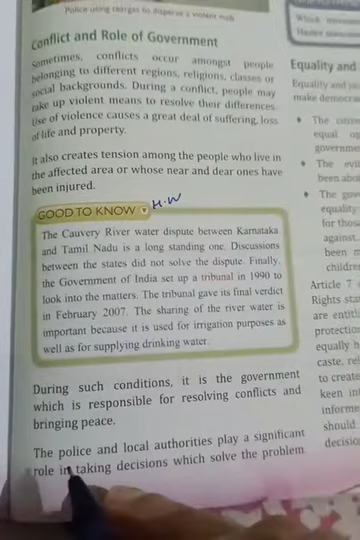 Police using teargas to disperse a violent mob
Conflict and Role of Government
Sometimes, conflicts occur amongst people
belonging to different regions, religions, classes or
social backgrounds. During a conflict, people may
take up violent means to resolve their differences.
Use of violence causes a great deal of suffering, loss
of life and property.
It also creates tension among the people who live in
the affected area or whose near and dear ones have
been injured.
GOOD TO KNOW H.W
The Cauvery River water dispute between Karnataka
and Tamil Nadu is a long standing one. Discussions
between the states did not solve the dispute. Finally,
the Government of India set up a tribunal in 1990 to
look into the matters. The tribunal gave its final verdict
in February 2007. The sharing of the river water is
important because it is used for irrigation purposes as
well as for supplying drinking water.
During such conditions, it is the government
which is responsible for resolving conflicts and
bringing peace.
The police and local authorities play a significant
role in taking decisions which solve the problem
Which
Equality and
Equality and
make democra
The
equal
governme
The
been
The
equality
for
against.
been
childre
Article 7
Rights sta
are entitl
protectio
equally h
caste, rel
to create
keen in
informe
should
decisio